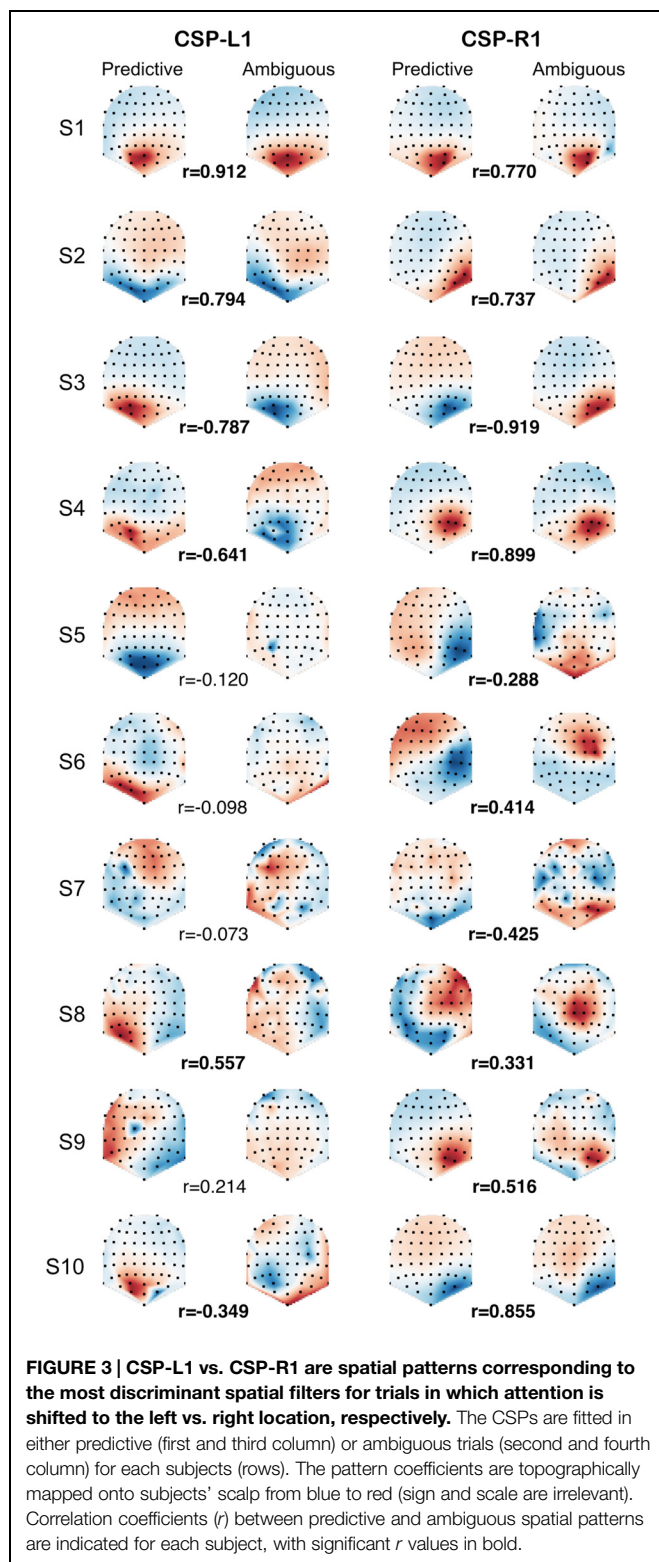 CSP-L1 CSP-R1
Predictive Ambiguous Predictive Ambiguous
S1
r=0.912 r=0.770
S2
r=0.794 r=0.737
S3
r=-0.787 r=-0.919
S4
r=-0.641 r=0.899
S5
r=-0.120 r=-0.288
S6
r=-0.098 r=0.414
S7
r=-0.073 r=-0.425
S8
r=0.557 r=0.331
S9
r=0.214 r=0.516
S10
r=-0.349 r=0.855
FIGURE 3 | CSP-L1 vs. CSP-R1 are spatial patterns corresponding to
the most discriminant spatial filters for trials in which attention is
shifted to the left vs. right location, respectively. The CSPs are fitted in
either predictive (first and third column) or ambiguous trials (second and fourth
column) for each subjects (rows). The pattern coefficients are topographically
mapped onto subjects' scalp from blue to red (sign and scale are irrelevant).
Correlation coefficients (r) between predictive and ambiguous spatial patterns
are indicated for each subject, with significant r values in bold.